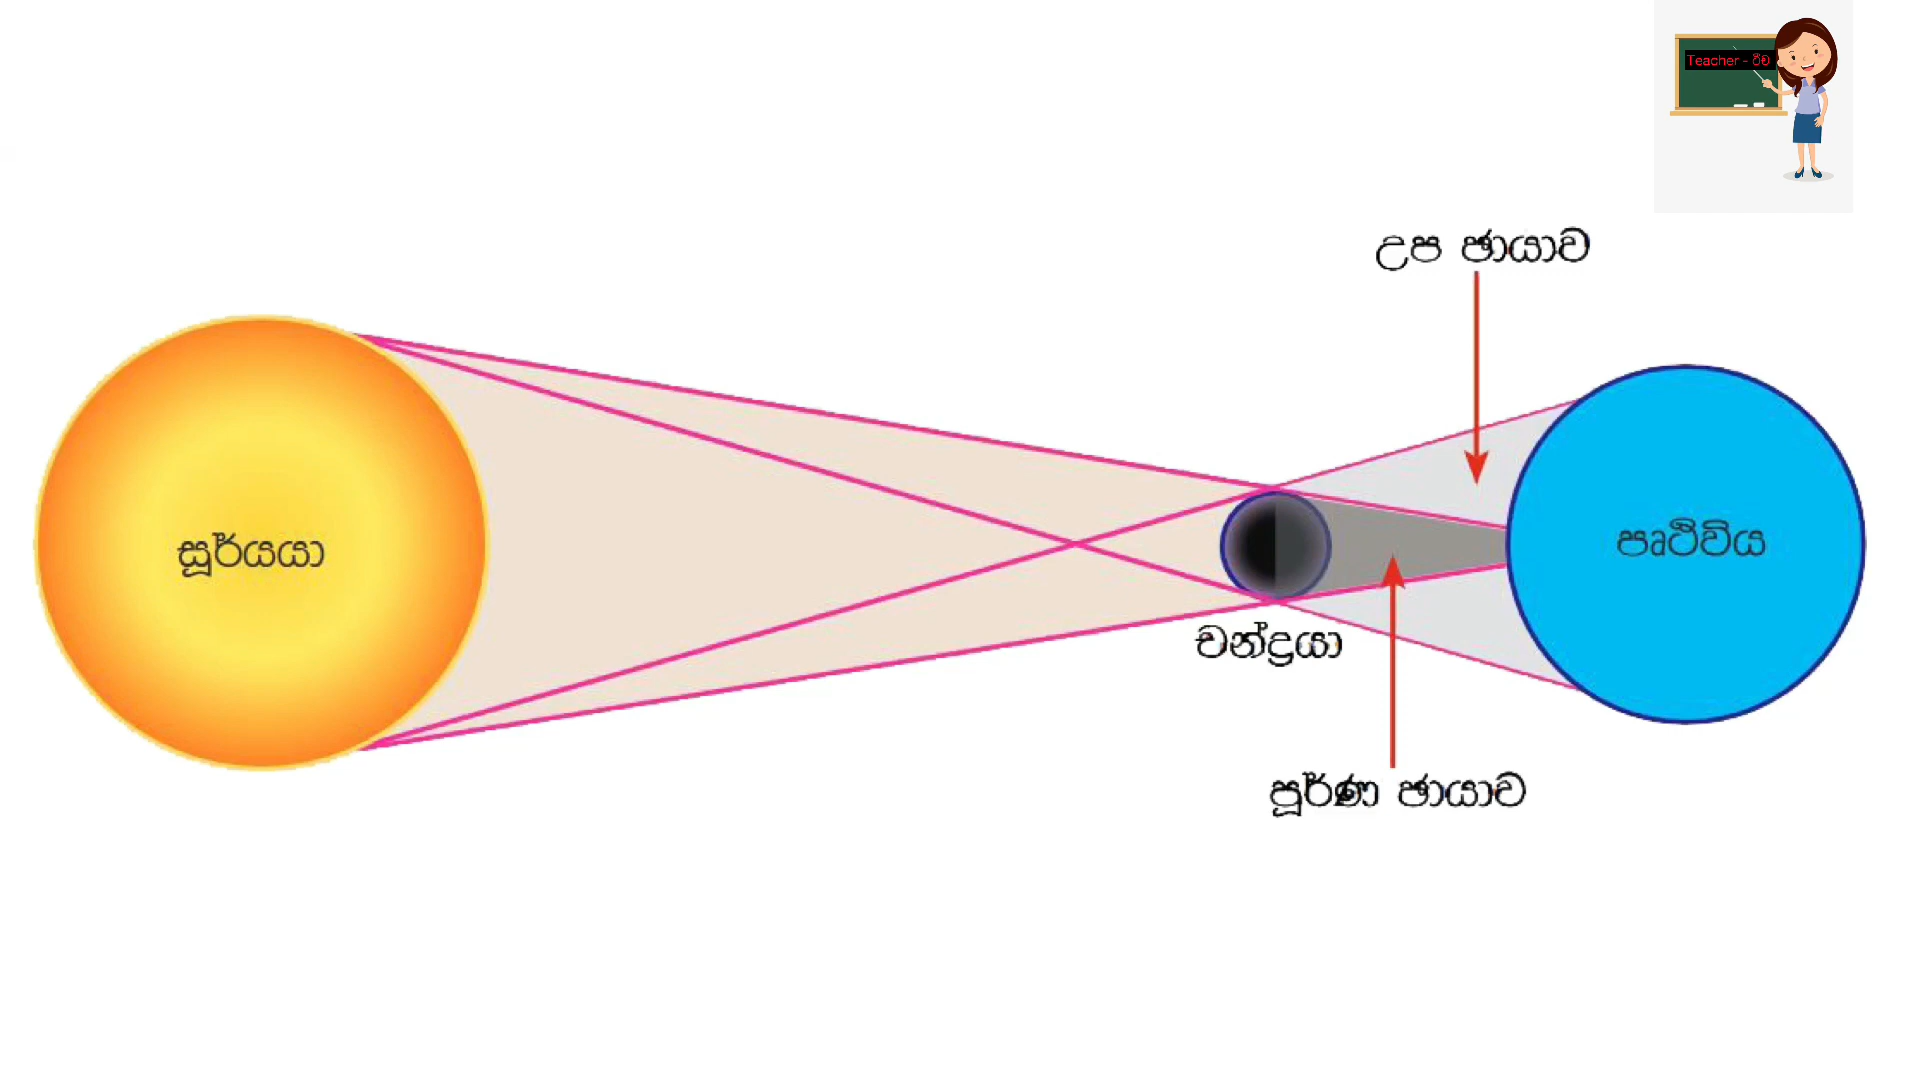 Teacher - රිච
උප ඡායාව
සූර්යයා
පෘථිවිය
චන්ද්‍රයා
පූර්ණ ඡායාව